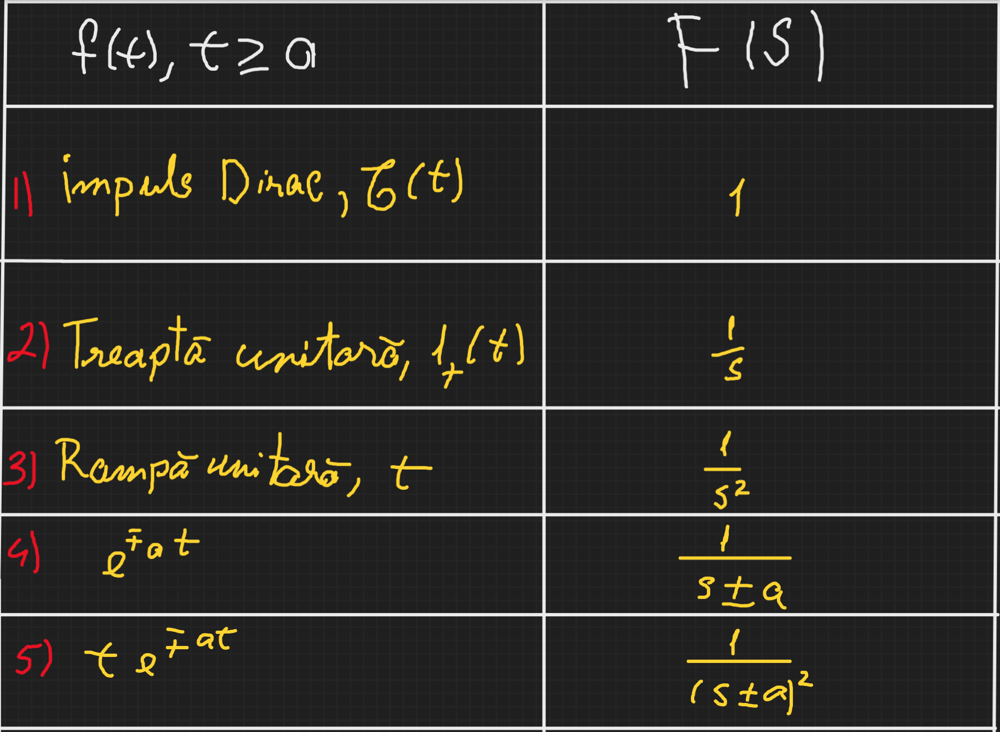 f(t), t ≥ a
F(s)
1) impuls Dirac, δ(t)
1
2) Treaptă unitară, 1₊(t)
1/s
3) Rampă unitară, t
1/s²
4) e^(∓at)
1/(s ± a)
5) t e^(∓at)
1/(s ± a)²